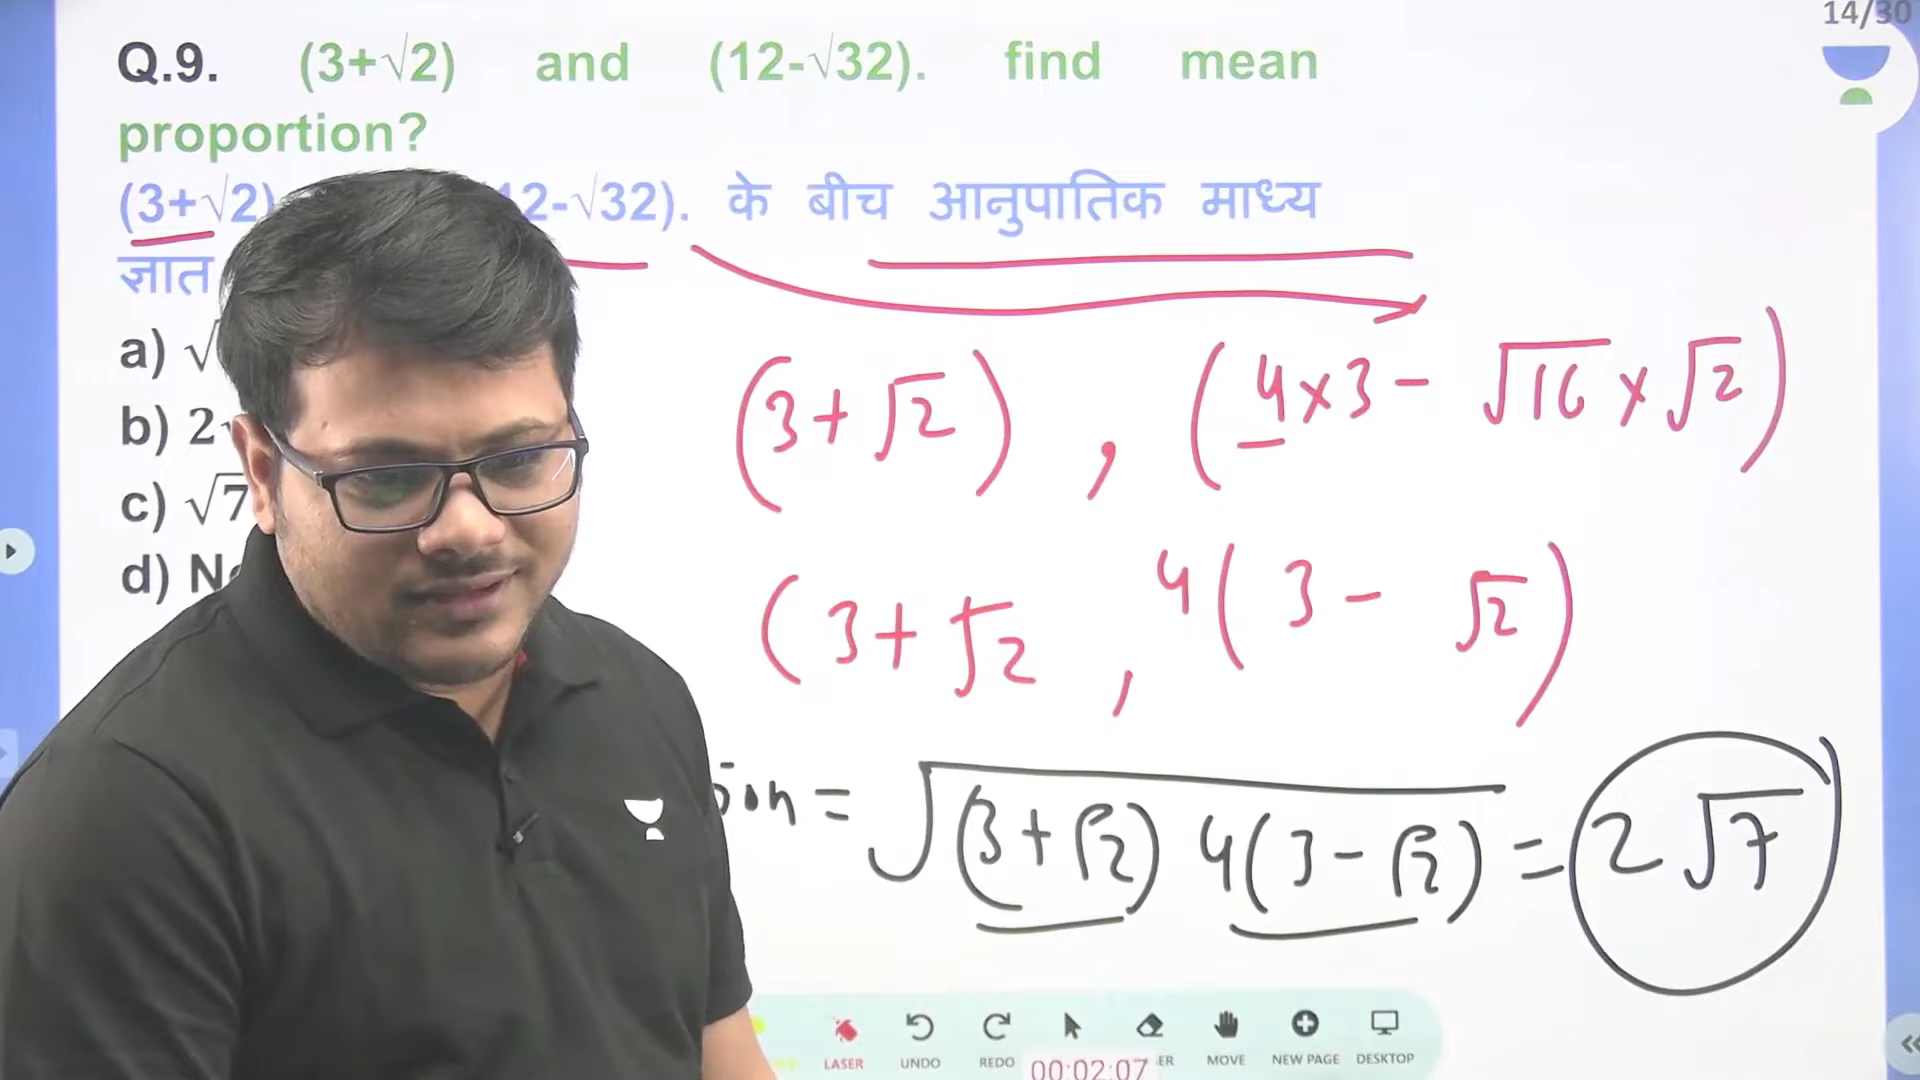 14/30
Q.9. (3+√2) and (12-√32). find mean
proportion?
(3+√2) 2-√32). के बीच आनुपातिक माध्य
ज्ञात
a) √
b) 2
c) √7
d) N
(3+√2) , (4×3-√16×√2)
(3+√2 , 4(3-√2)
ion = √(3+√2) 4(3-√2) = 2√7
LASER UNDO REDO ER MOVE NEW PAGE DESKTOP
00:02:07